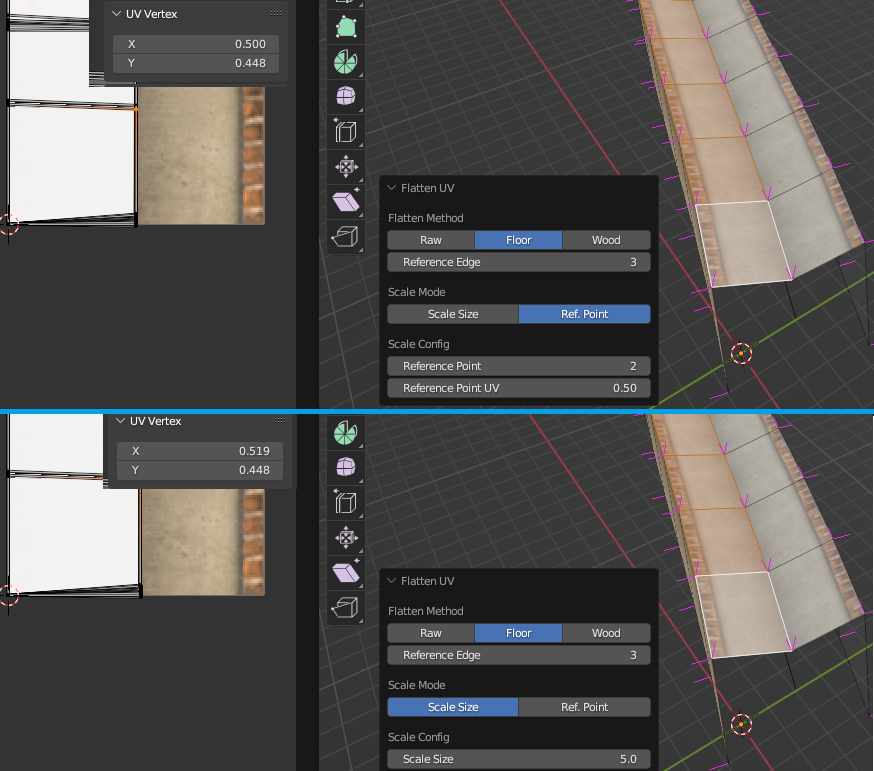 UV Vertex
X 0.500
Y 0.448
Flatten UV
Flatten Method
Raw Floor Wood
Reference Edge 3
Scale Mode
Scale Size Ref. Point
Scale Config
Reference Point 2
Reference Point UV 0.50
UV Vertex
X 0.519
Y 0.448
Flatten UV
Flatten Method
Raw Floor Wood
Reference Edge 3
Scale Mode
Scale Size Ref. Point
Scale Config
Scale Size 5.0